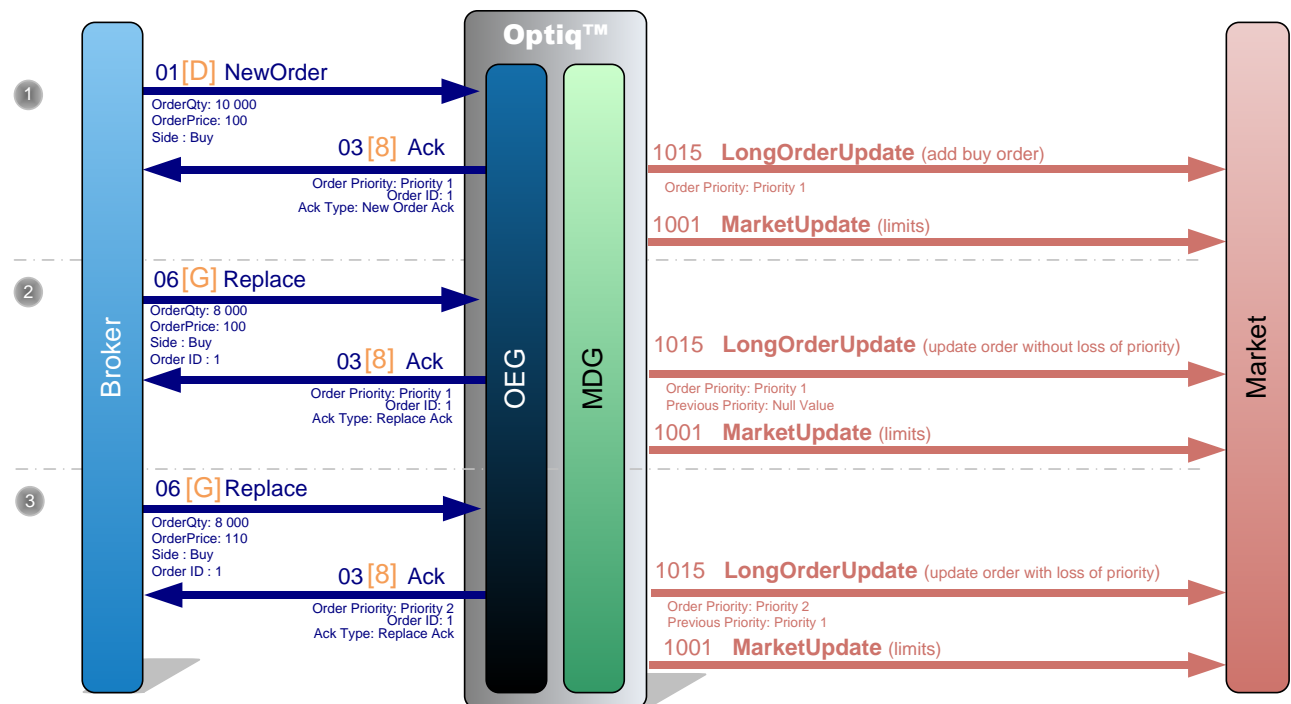 Optiq™
Broker
OEG
MDG
Market
1
01 [D] NewOrder
OrderQty: 10 000
OrderPrice: 100
Side : Buy
03 [8] Ack
Order Priority: Priority 1
Order ID: 1
Ack Type: New Order Ack
1015 LongOrderUpdate (add buy order)
Order Priority: Priority 1
1001 MarketUpdate (limits)
2
06 [G] Replace
OrderQty: 8 000
OrderPrice: 100
Side : Buy
Order ID : 1
03 [8] Ack
Order Priority: Priority 1
Order ID: 1
Ack Type: Replace Ack
1015 LongOrderUpdate (update order without loss of priority)
Order Priority: Priority 1
Previous Priority: Null Value
1001 MarketUpdate (limits)
3
06 [G] Replace
OrderQty: 8 000
OrderPrice: 110
Side : Buy
Order ID : 1
03 [8] Ack
Order Priority: Priority 2
Order ID: 1
Ack Type: Replace Ack
1015 LongOrderUpdate (update order with loss of priority)
Order Priority: Priority 2
Previous Priority: Priority 1
1001 MarketUpdate (limits)